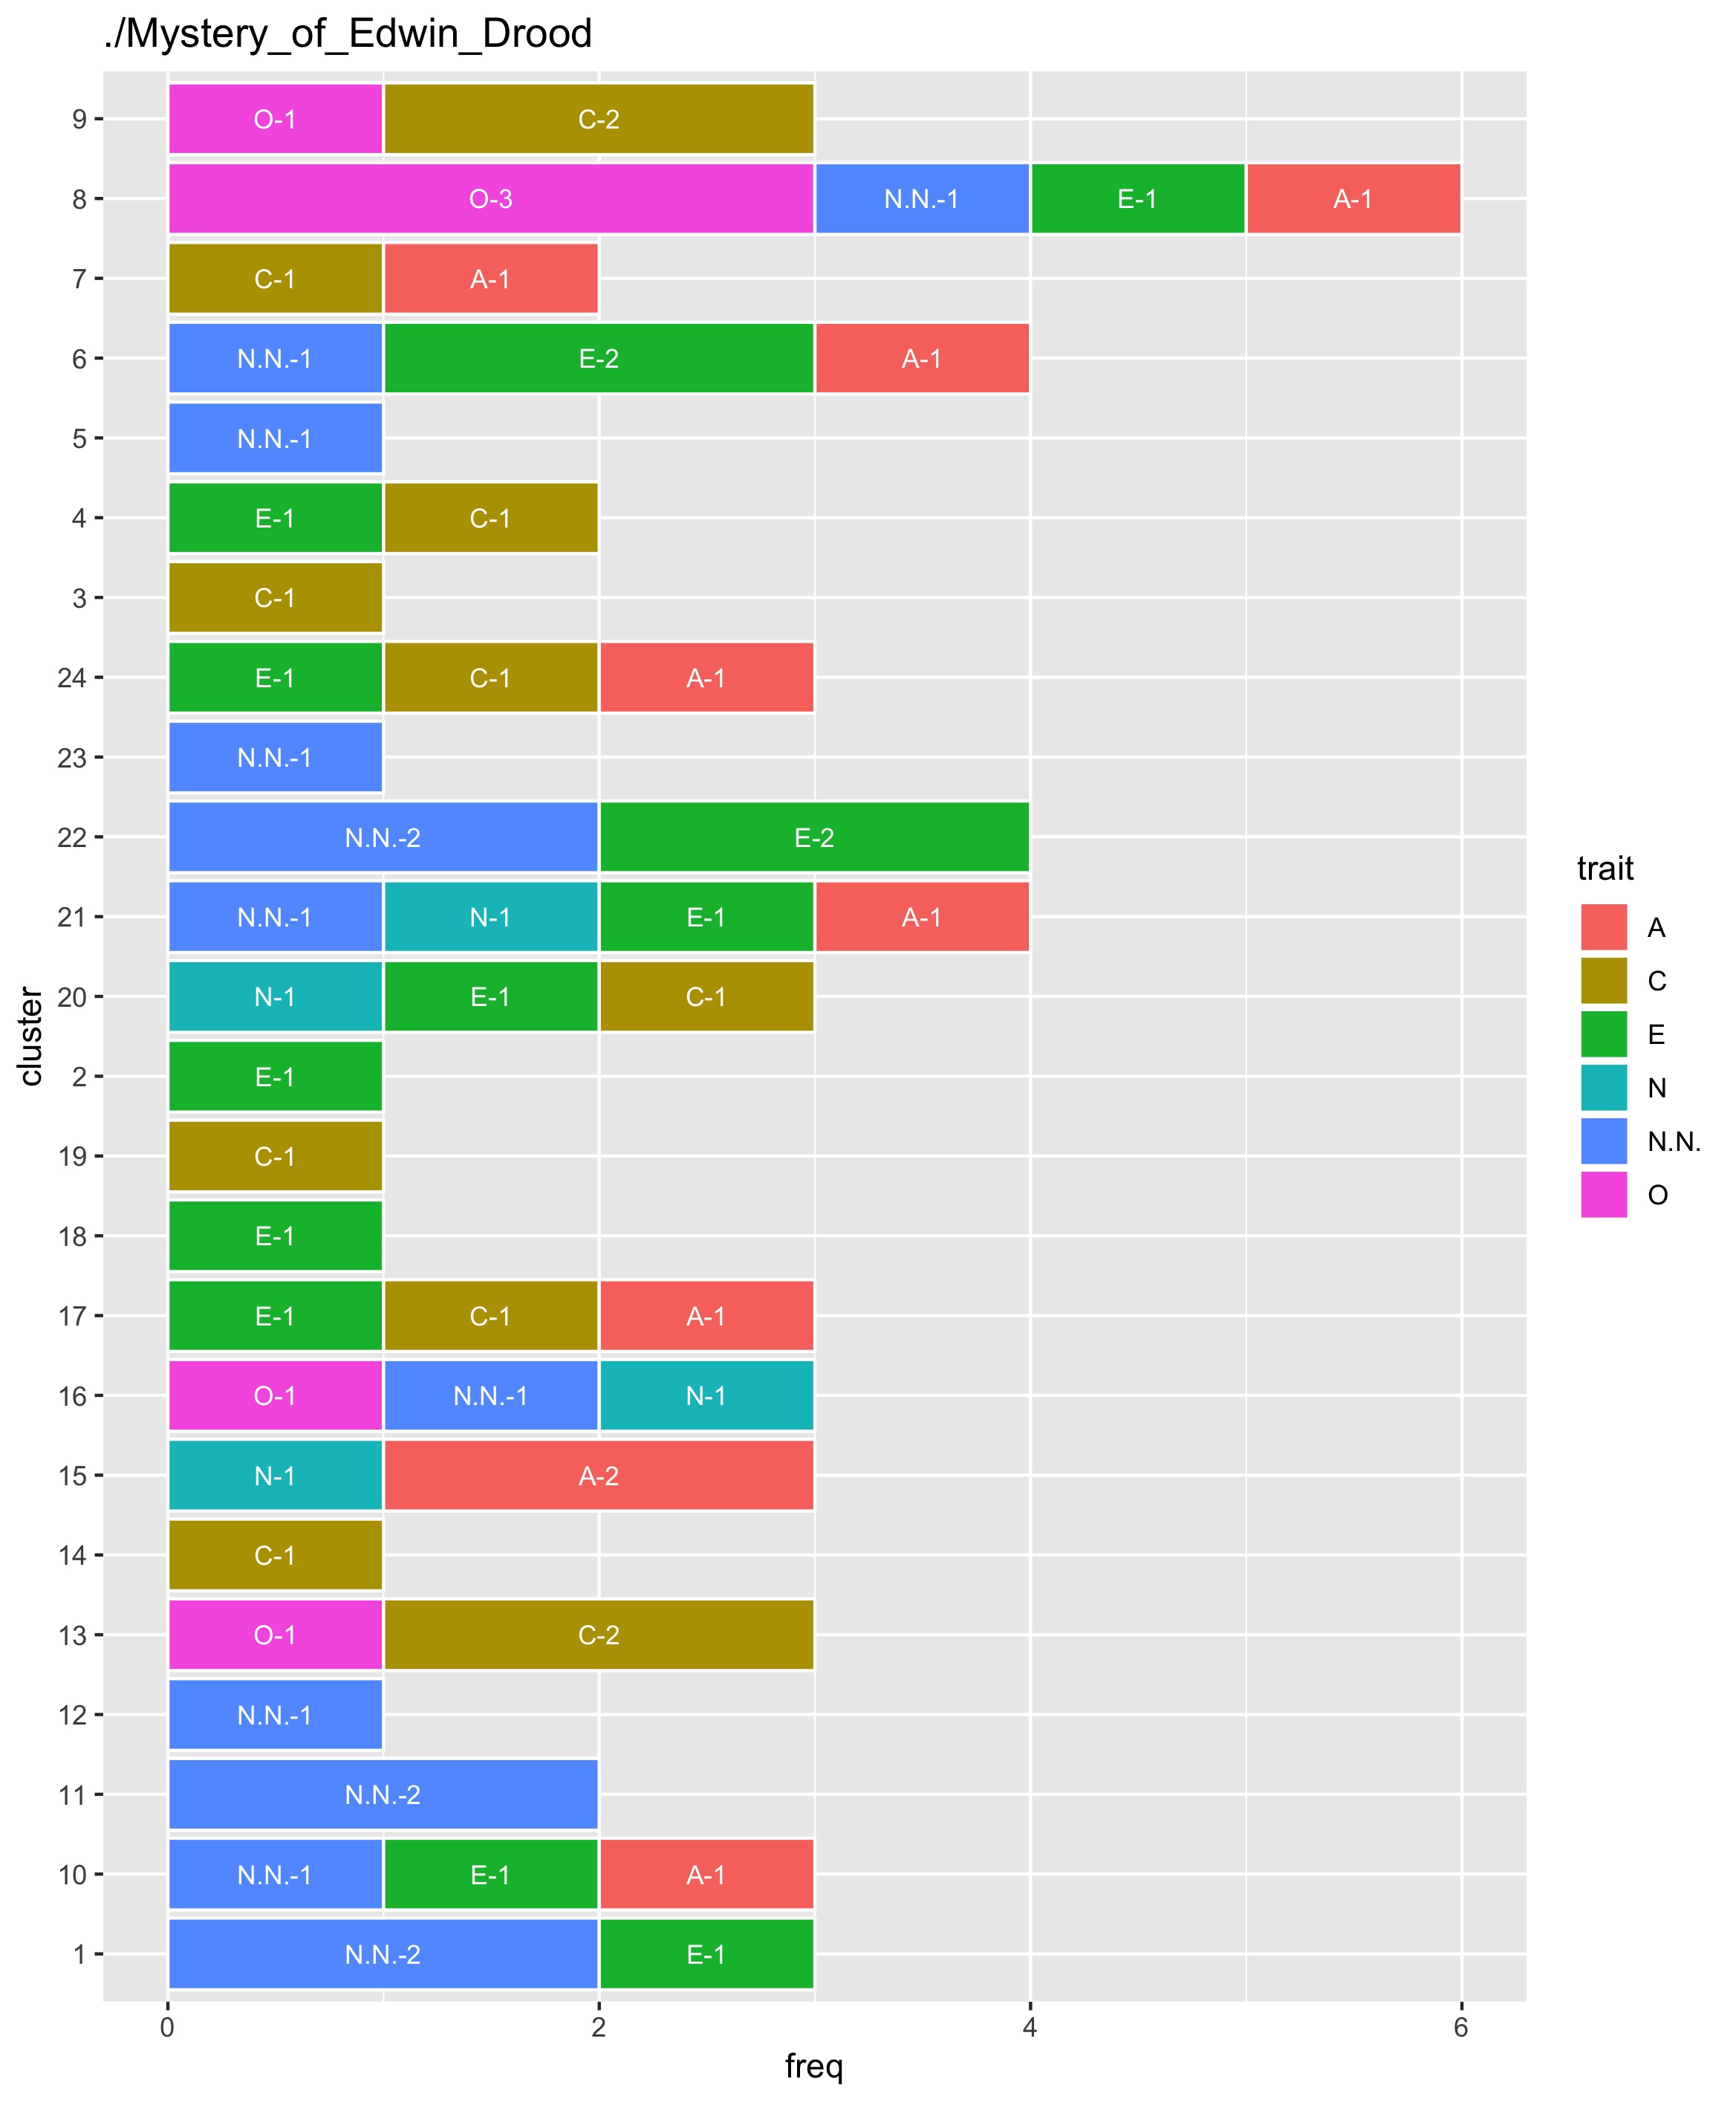 ./Mystery_of_Edwin_Drood
9 O-1 C-2
8 O-3 N.N.-1 E-1 A-1
7 C-1 A-1
6 N.N.-1 E-2 A-1
5 N.N.-1
4 E-1 C-1
3 C-1
24 E-1 C-1 A-1
23 N.N.-1
22 N.N.-2 E-2
21 N.N.-1 N-1 E-1 A-1
20 N-1 E-1 C-1
2 E-1
19 C-1
18 E-1
17 E-1 C-1 A-1
16 O-1 N.N.-1 N-1
15 N-1 A-2
14 C-1
13 O-1 C-2
12 N.N.-1
11 N.N.-2
10 N.N.-1 E-1 A-1
1 N.N.-2 E-1
0 2 4 6
freq
cluster
trait
A
C
E
N
N.N.
O